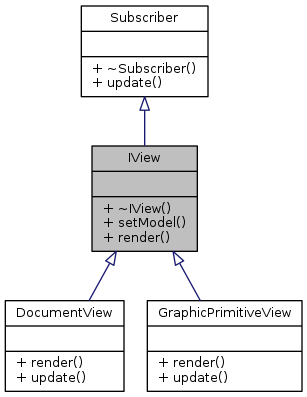 Subscriber
+ ~Subscriber()
+ update()
IView
+ ~IView()
+ setModel()
+ render()
DocumentView
+ render()
+ update()
GraphicPrimitiveView
+ render()
+ update()